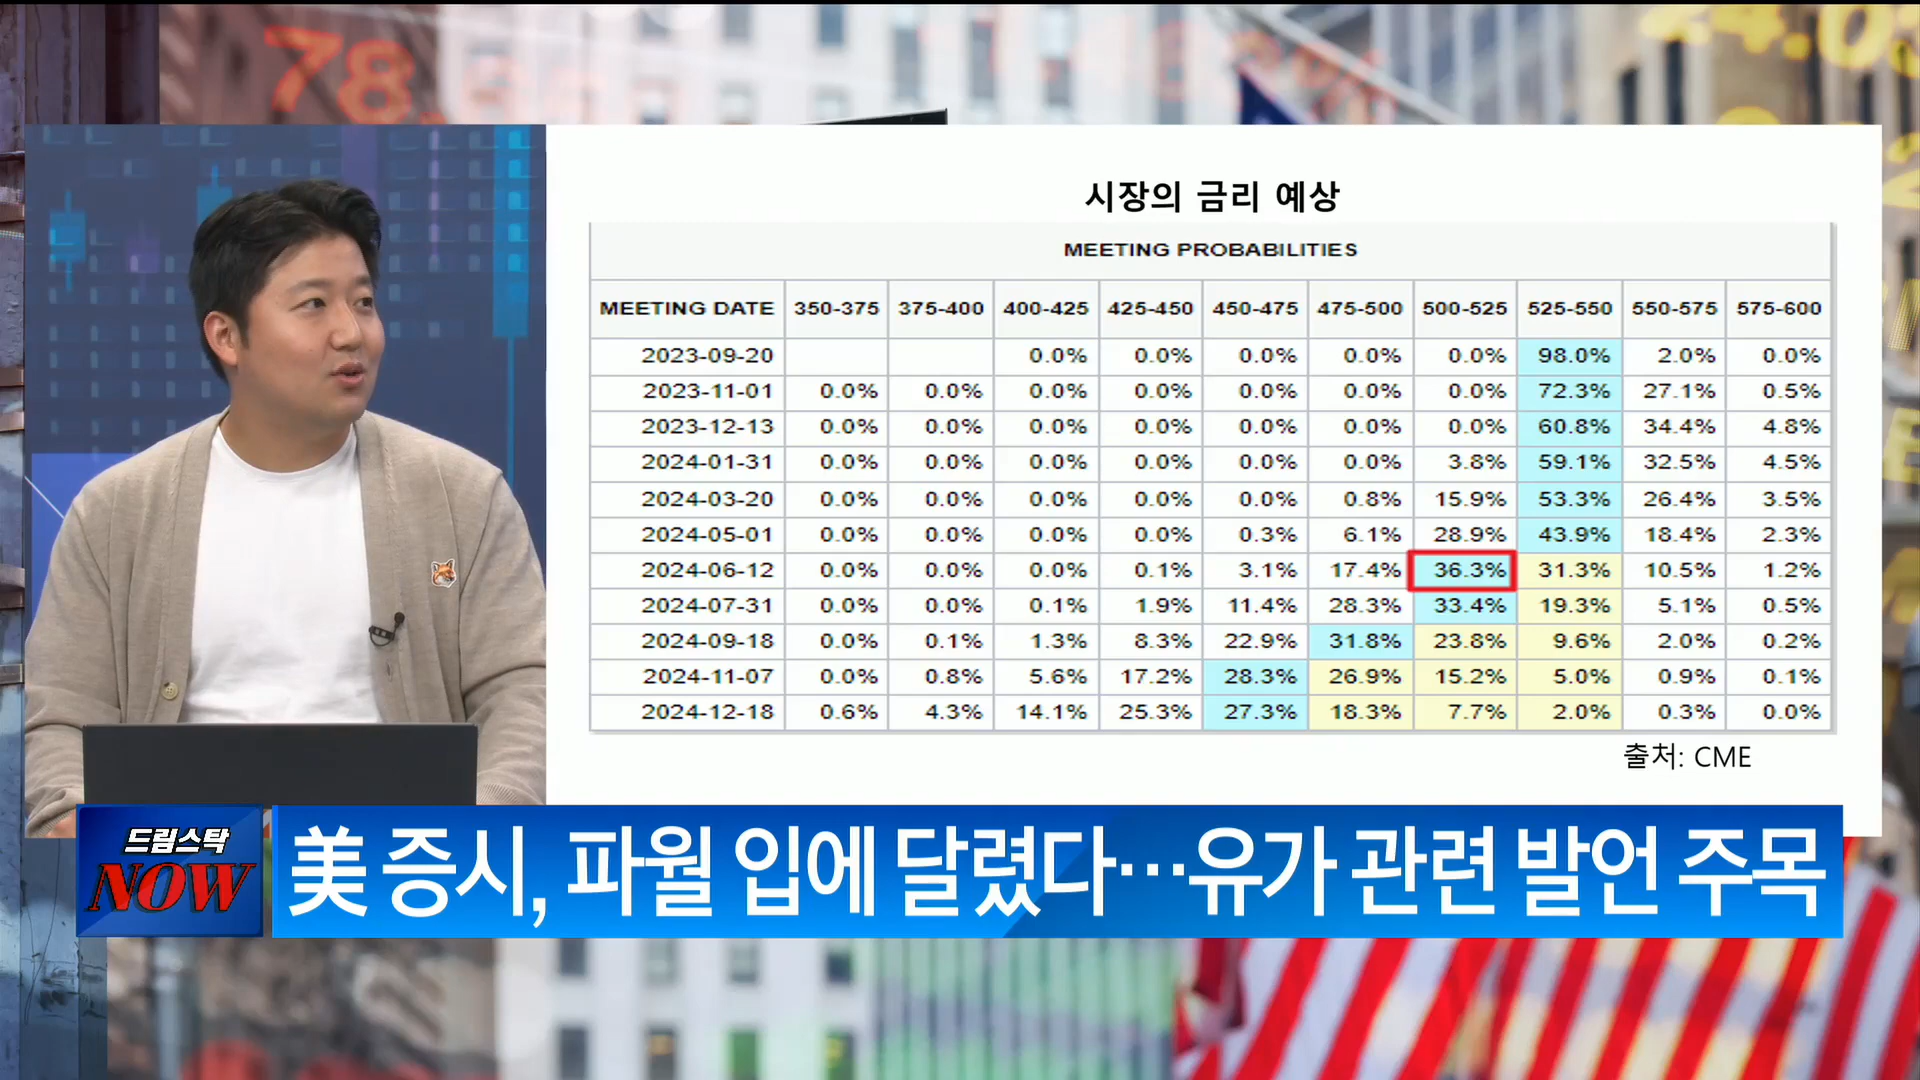 시장의 금리 예상
MEETING PROBABILITIES
MEETING DATE 350-375 375-400 400-425 425-450 450-475 475-500 500-525 525-550 550-575 575-600
2023-09-20 0.0% 0.0% 0.0% 0.0% 0.0% 98.0% 2.0% 0.0%
2023-11-01 0.0% 0.0% 0.0% 0.0% 0.0% 0.0% 0.0% 72.3% 27.1% 0.5%
2023-12-13 0.0% 0.0% 0.0% 0.0% 0.0% 0.0% 0.0% 60.8% 34.4% 4.8%
2024-01-31 0.0% 0.0% 0.0% 0.0% 0.0% 0.0% 3.8% 59.1% 32.5% 4.5%
2024-03-20 0.0% 0.0% 0.0% 0.0% 0.0% 0.8% 15.9% 53.3% 26.4% 3.5%
2024-05-01 0.0% 0.0% 0.0% 0.0% 0.3% 6.1% 28.9% 43.9% 18.4% 2.3%
2024-06-12 0.0% 0.0% 0.0% 0.1% 3.1% 17.4% 36.3% 31.3% 10.5% 1.2%
2024-07-31 0.0% 0.0% 0.1% 1.9% 11.4% 28.3% 33.4% 19.3% 5.1% 0.5%
2024-09-18 0.0% 0.1% 1.3% 8.3% 22.9% 31.8% 23.8% 9.6% 2.0% 0.2%
2024-11-07 0.0% 0.8% 5.6% 17.2% 28.3% 26.9% 15.2% 5.0% 0.9% 0.1%
2024-12-18 0.6% 4.3% 14.1% 25.3% 27.3% 18.3% 7.7% 2.0% 0.3% 0.0%
출처: CME
드림스탁
NOW
美 증시, 파월 입에 달렸다…유가 관련 발언 주목